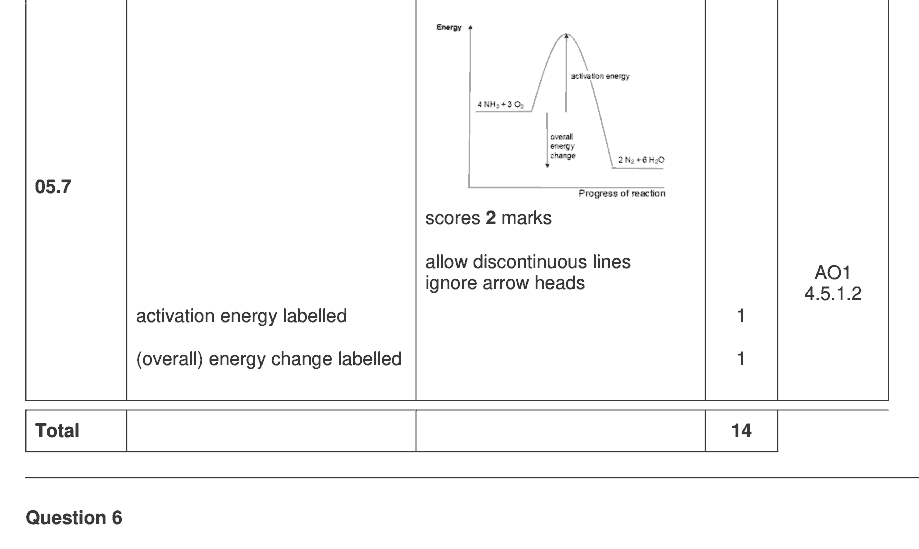 Energy
activation energy
4 NH₃ + 3 O₂
overall
energy
change
2 N₂ + 6 H₂O
Progress of reaction
05.7
scores 2 marks
allow discontinuous lines
ignore arrow heads
AO1
4.5.1.2
activation energy labelled 1
(overall) energy change labelled 1
Total 14
Question 6